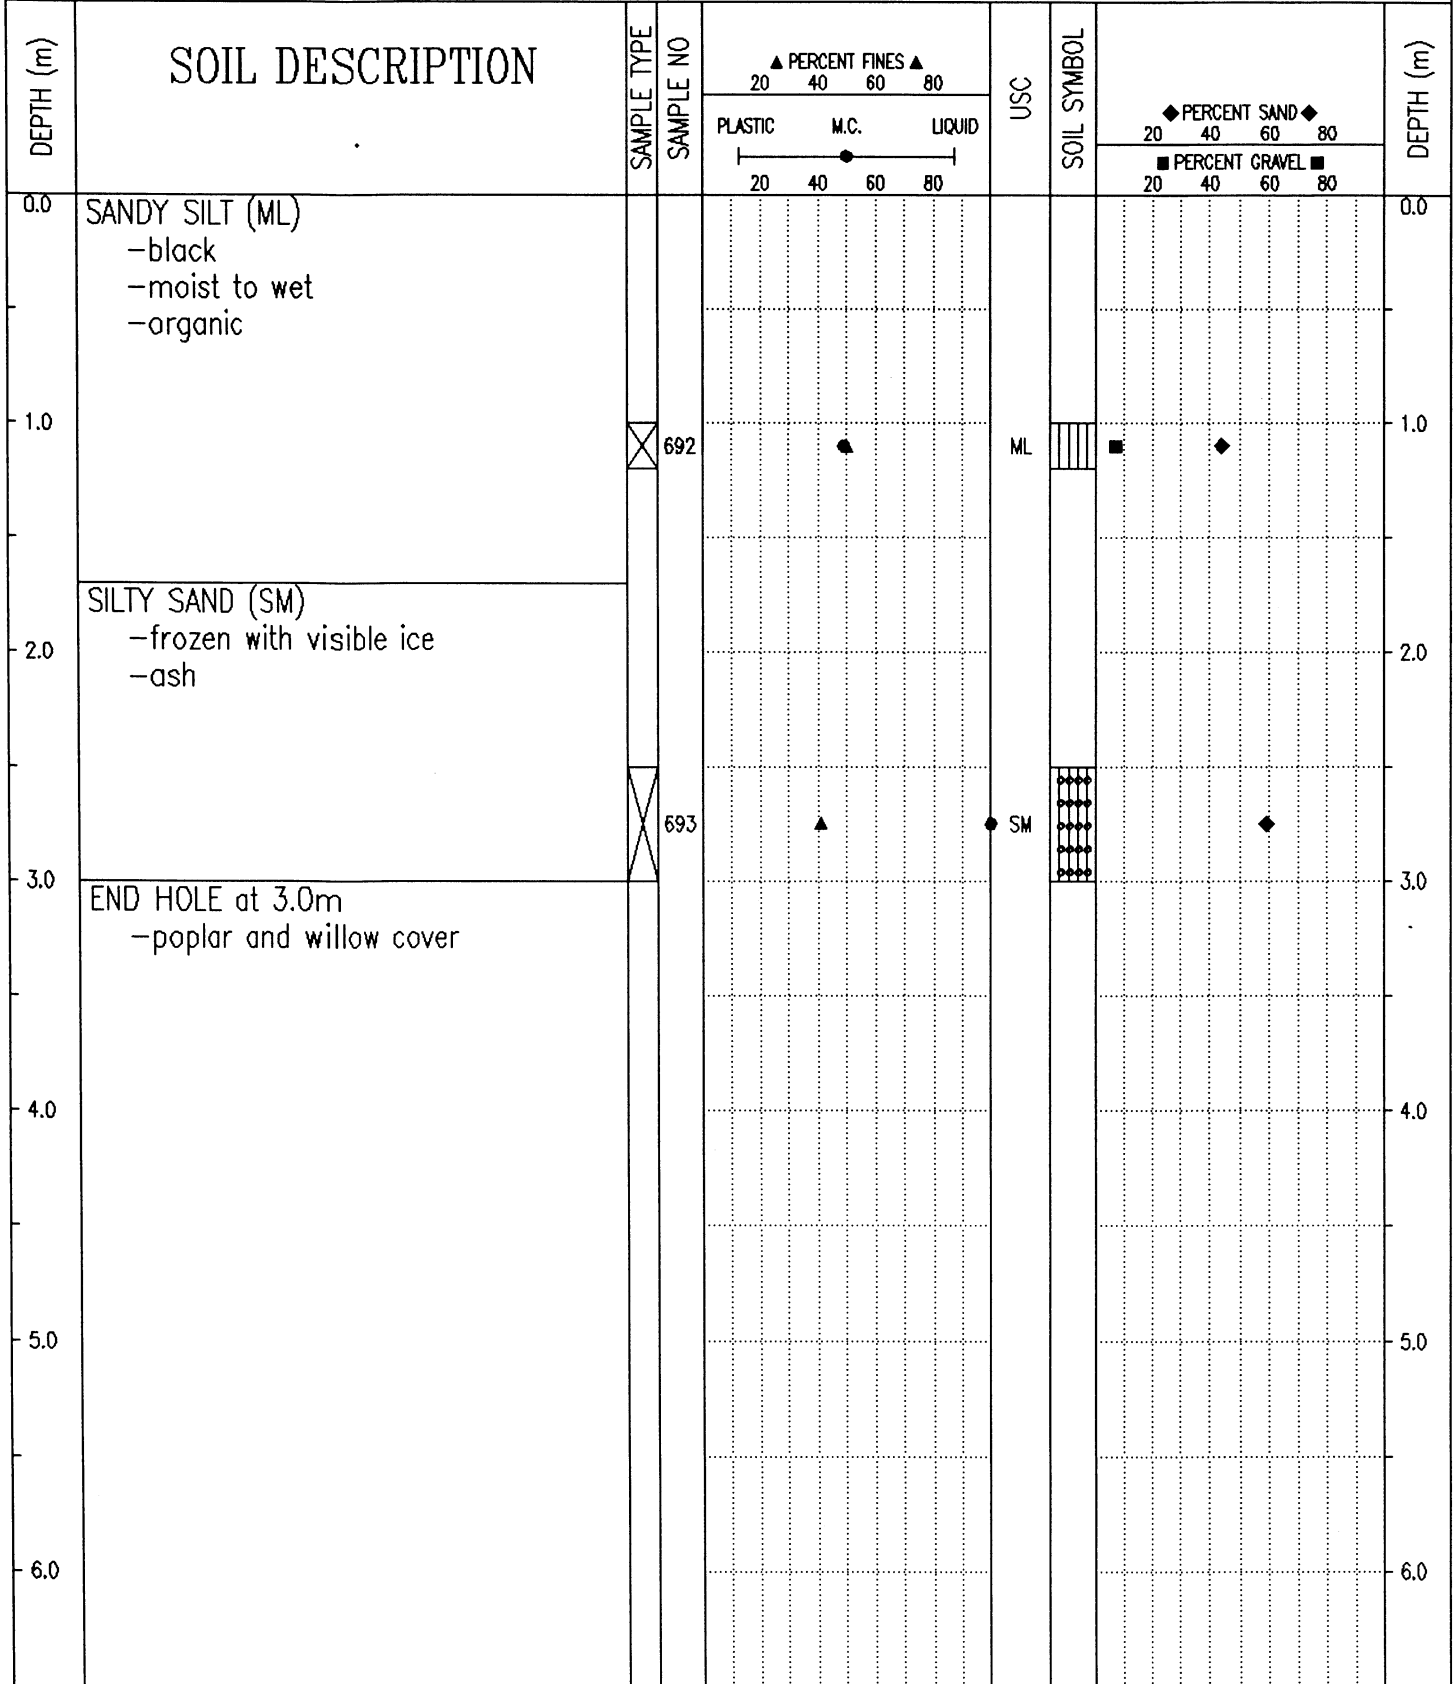 DEPTH (m)
SOIL DESCRIPTION
SAMPLE TYPE
SAMPLE NO
▲ PERCENT FINES ▲
20 40 60 80
PLASTIC M.C. LIQUID
20 40 60 80
USC
SOIL SYMBOL
◆ PERCENT SAND ◆
20 40 60 80
■ PERCENT GRAVEL ■
20 40 60 80
DEPTH (m)
0.0 0.0
SANDY SILT (ML)
-black
-moist to wet
-organic
1.0 1.0
692 ML
SILTY SAND (SM)
-frozen with visible ice
2.0 2.0
-ash
693 SM
3.0 3.0
END HOLE at 3.0m
-poplar and willow cover
4.0 4.0
5.0 5.0
6.0 6.0